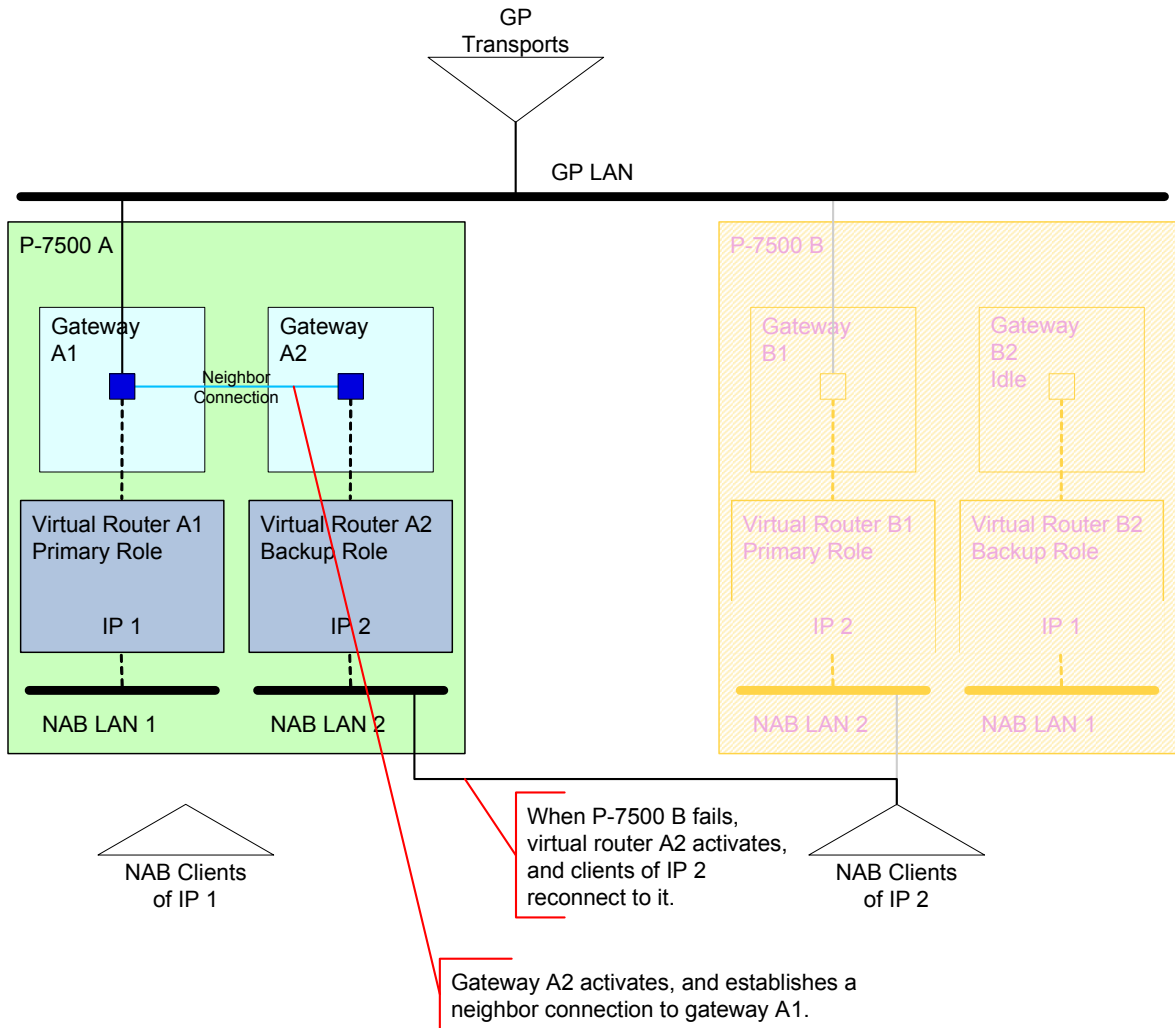 GP
Transports
GP LAN
P-7500 A
Gateway
A1
Gateway
A2
Neighbor
Connection
Virtual Router A1
Primary Role
IP 1
Virtual Router A2
Backup Role
IP 2
NAB LAN 1
NAB LAN 2
P-7500 B
Gateway
B1
Gateway
B2
Idle
Virtual Router B1
Primary Role
IP 2
Virtual Router B2
Backup Role
IP 1
NAB LAN 2
NAB LAN 1
NAB Clients
of IP 1
When P-7500 B fails,
virtual router A2 activates,
and clients of IP 2
reconnect to it.
NAB Clients
of IP 2
Gateway A2 activates, and establishes a
neighbor connection to gateway A1.